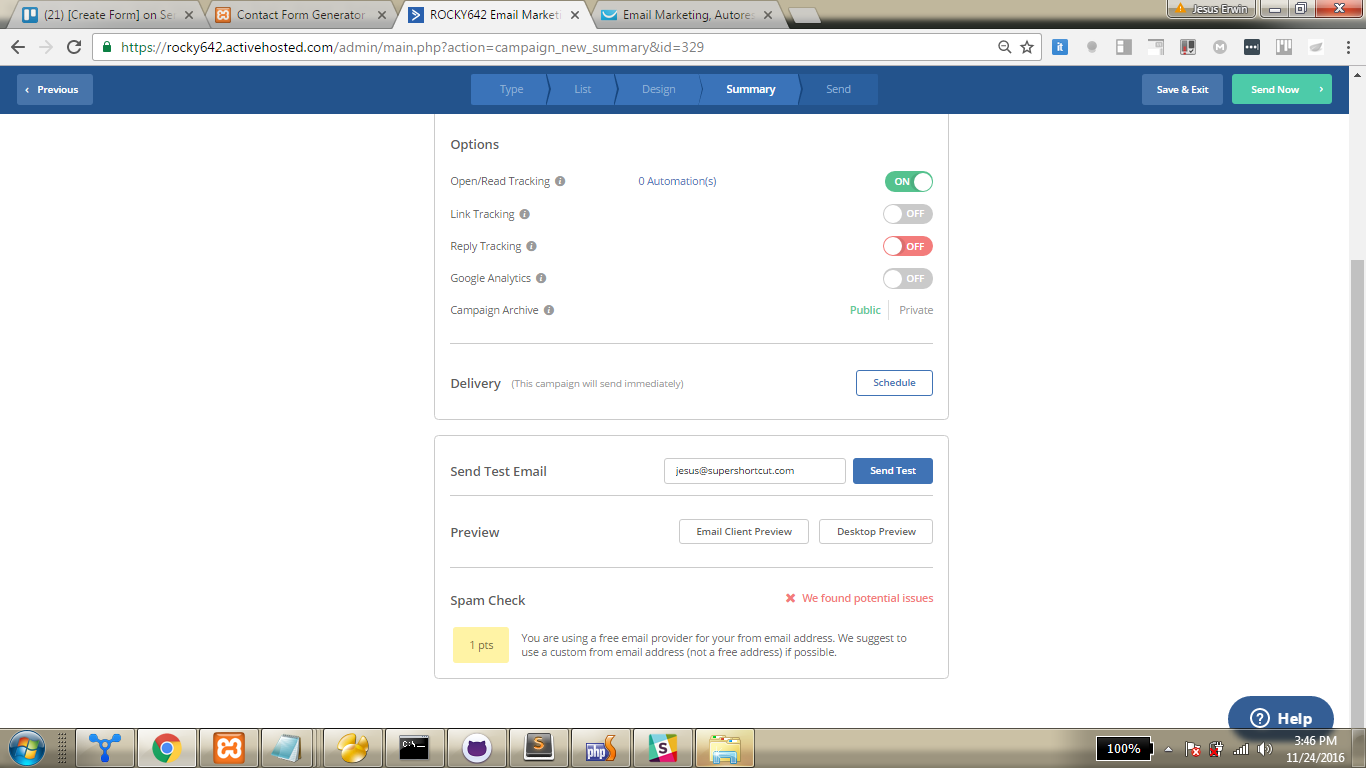 (21) [Create Form] on Se
Contact Form Generator
ROCKY642 Email Market
Email Marketing, Autore
Jesus Erwin
https://rocky642.activehosted.com/admin/main.php?action=campaign_new_summary&id=329
it
M
‹ Previous
Type
List
Design
Summary
Send
Save & Exit
Send Now ›
Options
Open/Read Tracking i 0 Automation(s) ON
Link Tracking i OFF
Reply Tracking i OFF
Google Analytics i OFF
Campaign Archive i Public Private
Delivery (This campaign will send immediately) Schedule
Send Test Email jesus@supershortcut.com Send Test
Preview Email Client Preview Desktop Preview
Spam Check ✖ We found potential issues
1 pts
You are using a free email provider for your from email address. We suggest to
use a custom from email address (not a free address) if possible.
? Help
C:\_
S
php
S
100%
3:46 PM
11/24/2016